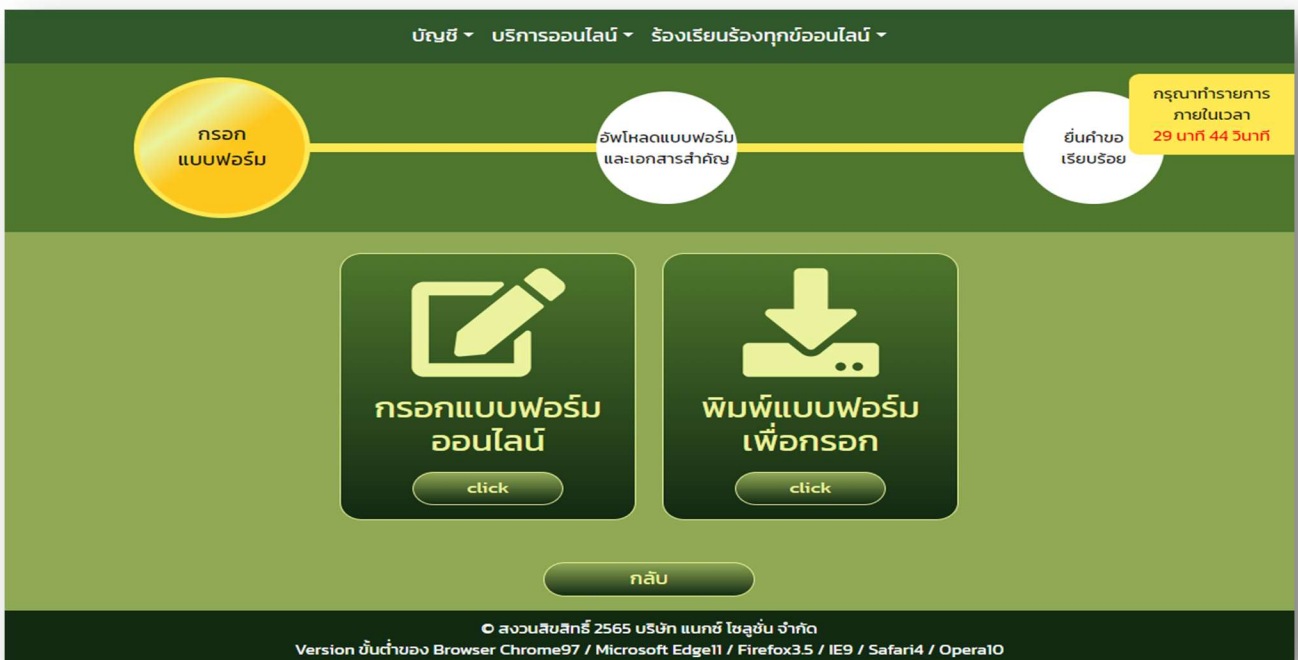 บัญชี บริการออนไลน์ ร้องเรียนร้องทุกข์ออนไลน์
กรอก
แบบฟอร์ม
อัพโหลดแบบฟอร์ม
และเอกสารสำคัญ
ยื่นคำขอ
เรียบร้อย
กรุณาทำรายการ
ภายในเวลา
29 นาที 44 วินาที
กรอกแบบฟอร์ม
ออนไลน์
click
พิมพ์แบบฟอร์ม
เพื่อกรอก
click
กลับ
© สงวนสิขสิทธิ์ 2565 บริษัท แนกซ์ โซลูชั่น จำกัด
Version ขั้นต่ำของ Browser Chrome97 / Microsoft Edge11 / Firefox3.5 / IE9 / Safari4 / Opera10